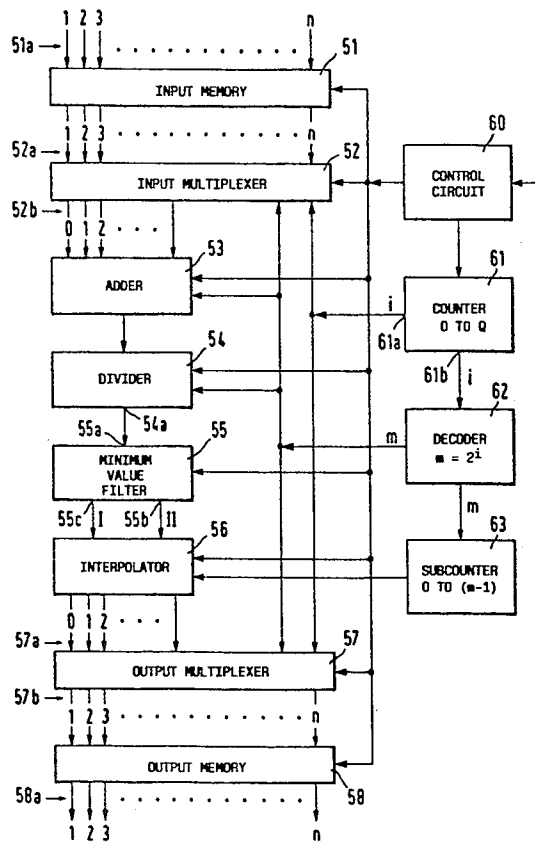 1 2 3 . . . . . . . . . . . n
51a
51
INPUT MEMORY
1 2 3 . . . . . . . . . . . n
52a
52
60
INPUT MULTIPLEXER
CONTROL
CIRCUIT
52b
0 1 2 . . .
53
61
ADDER
COUNTER
0 TO Q
i
61a
54
61b
i
62
DIVIDER
DECODER
m = 2^i
54a
55a
55
m
MINIMUM
VALUE
FILTER
m
55c I 55b II
56
63
INTERPOLATOR
SUBCOUNTER
0 TO (m-1)
0 1 2 . . .
57a
57
OUTPUT MULTIPLEXER
57b
1 2 3 . . . . . . . . . . . n
OUTPUT MEMORY
58a
58
1 2 3 . . . . . . . . . . . n